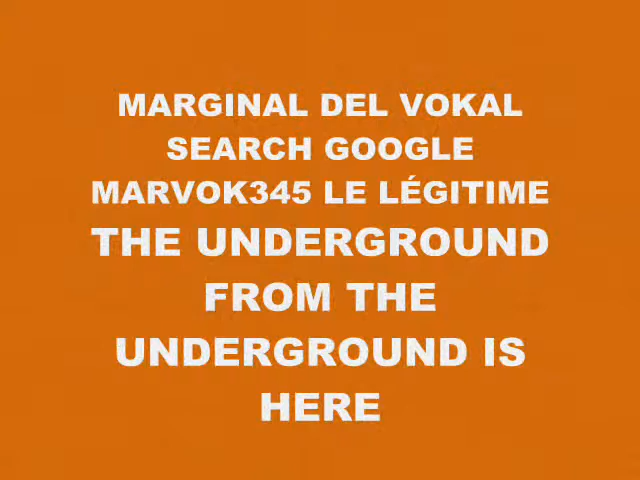 MARGINAL DEL VOKAL
SEARCH GOOGLE
MARVOK345 LE LÉGITIME
THE UNDERGROUND
FROM THE
UNDERGROUND IS
HERE